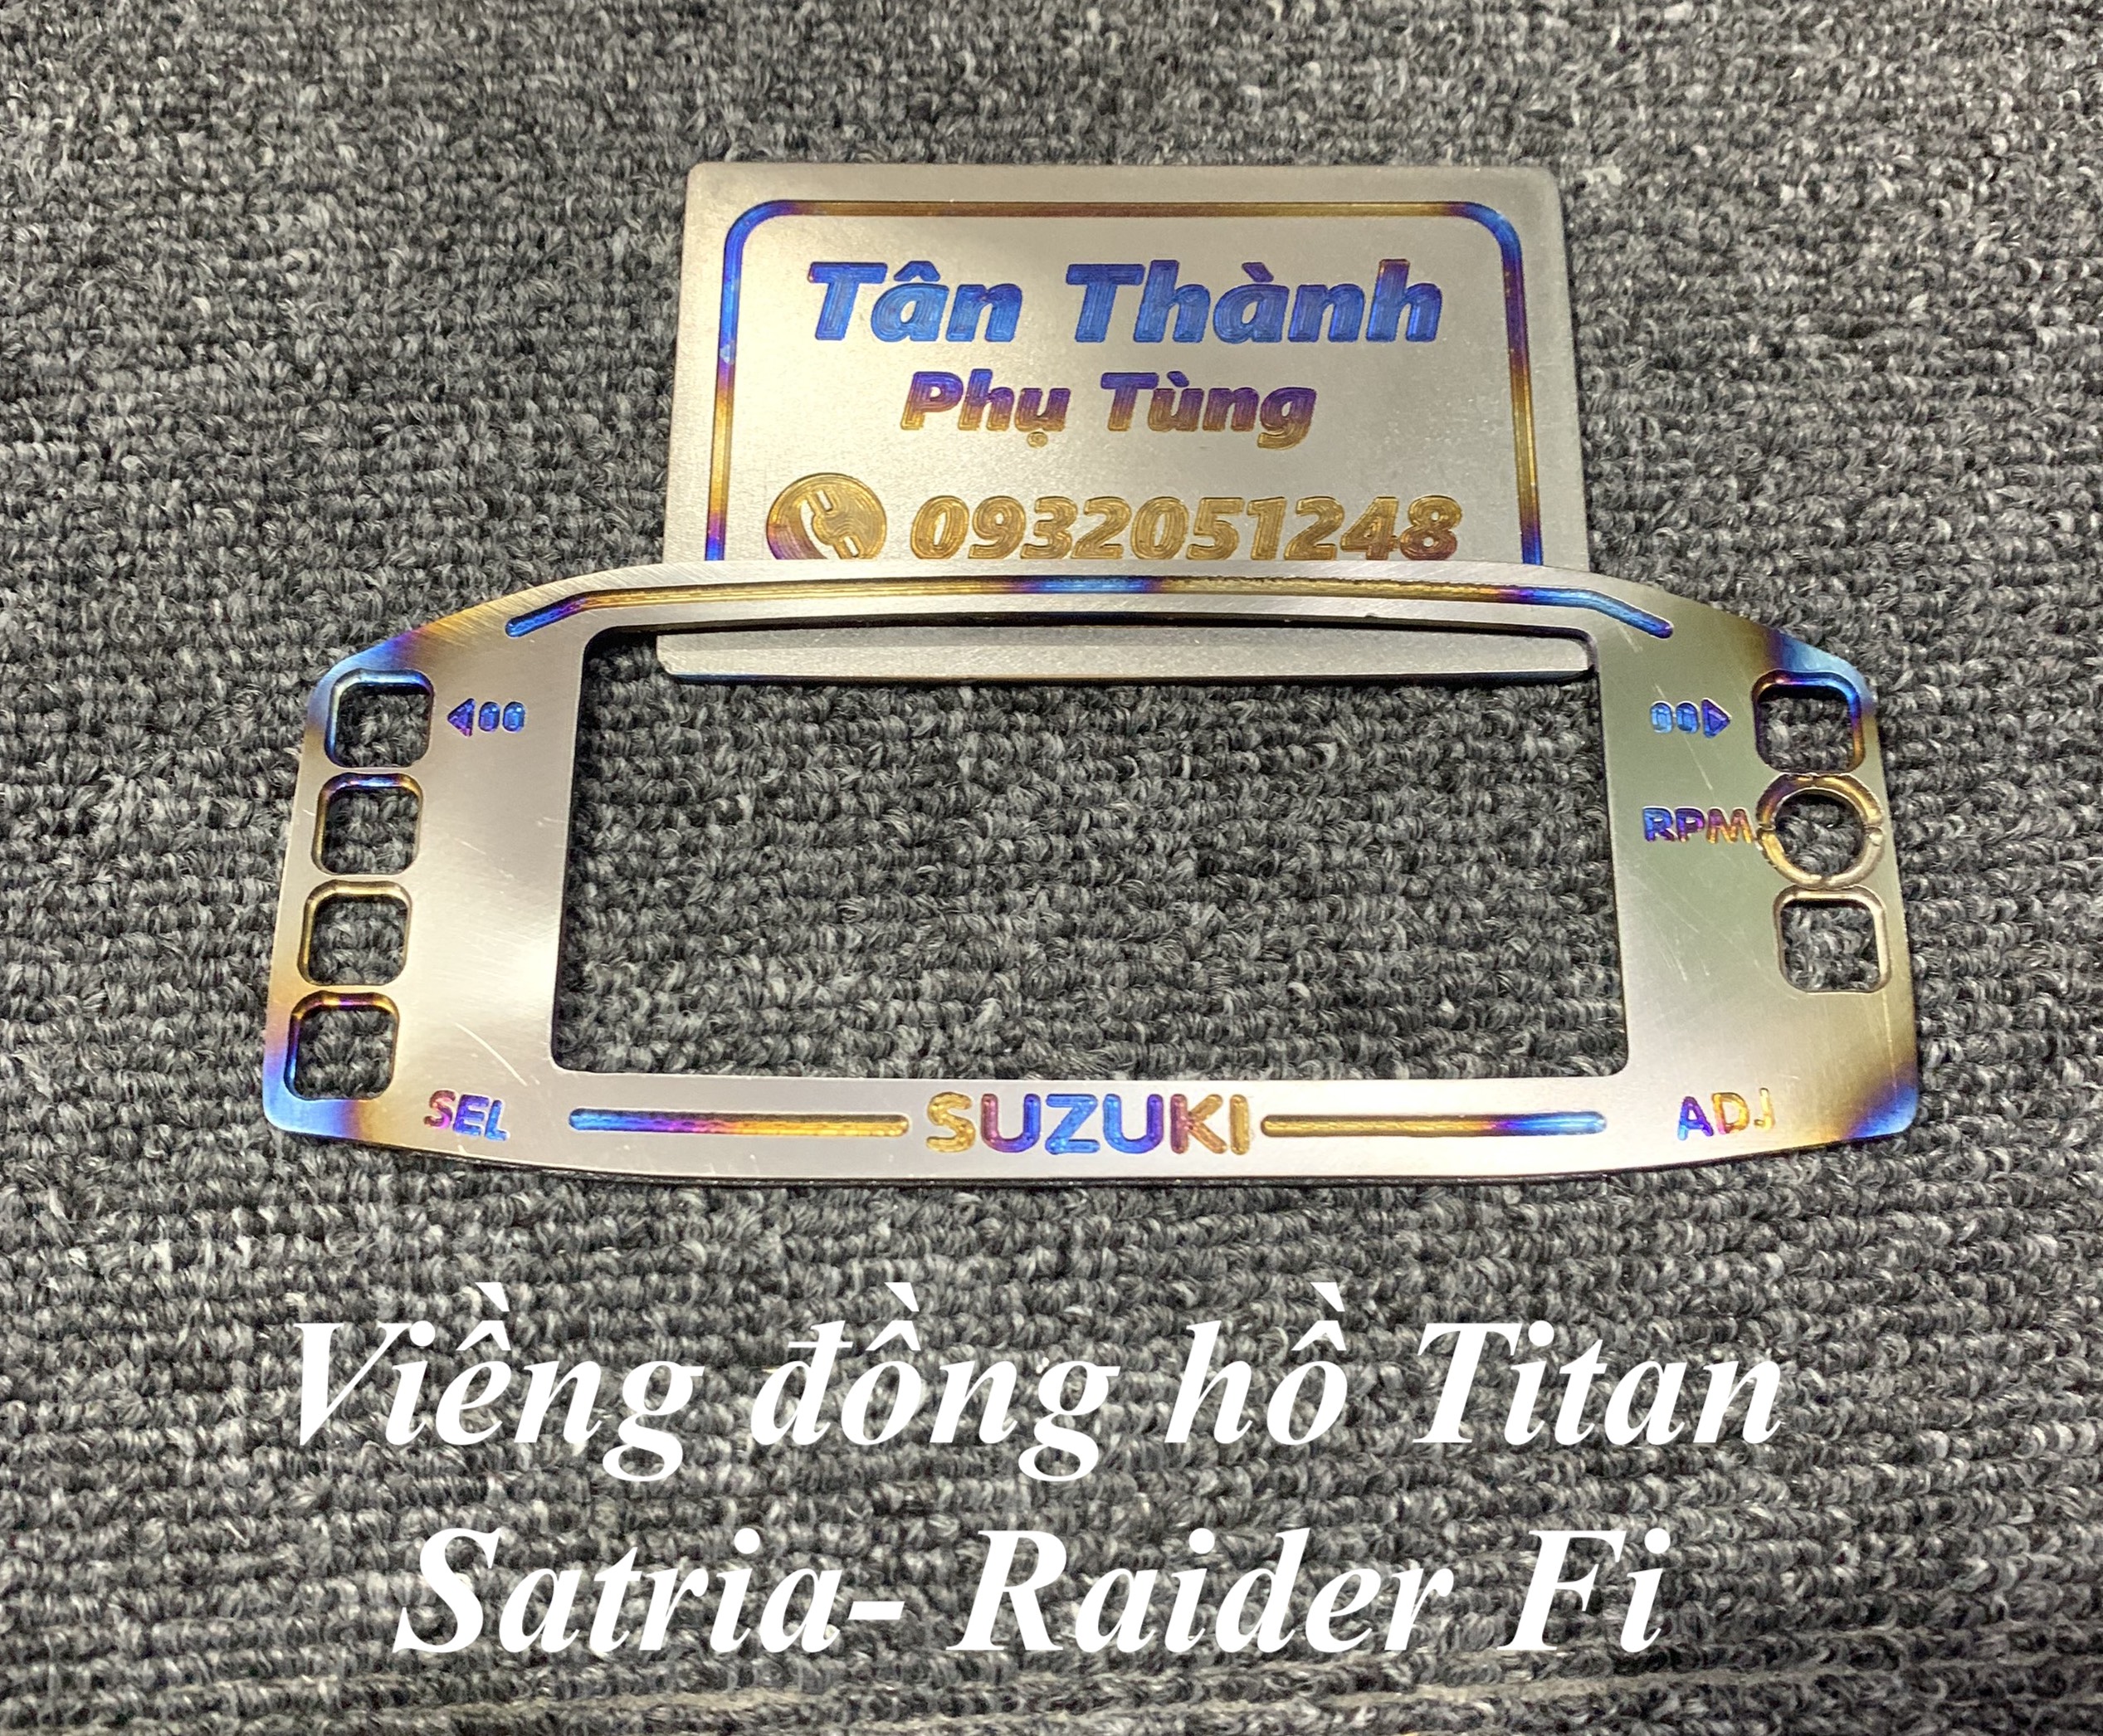 Tân Thành
Phụ Tùng
0932051248
RPM
SEL
SUZUKI
ADJ
Viềng đồng hồ Titan
Satria- Raider Fi